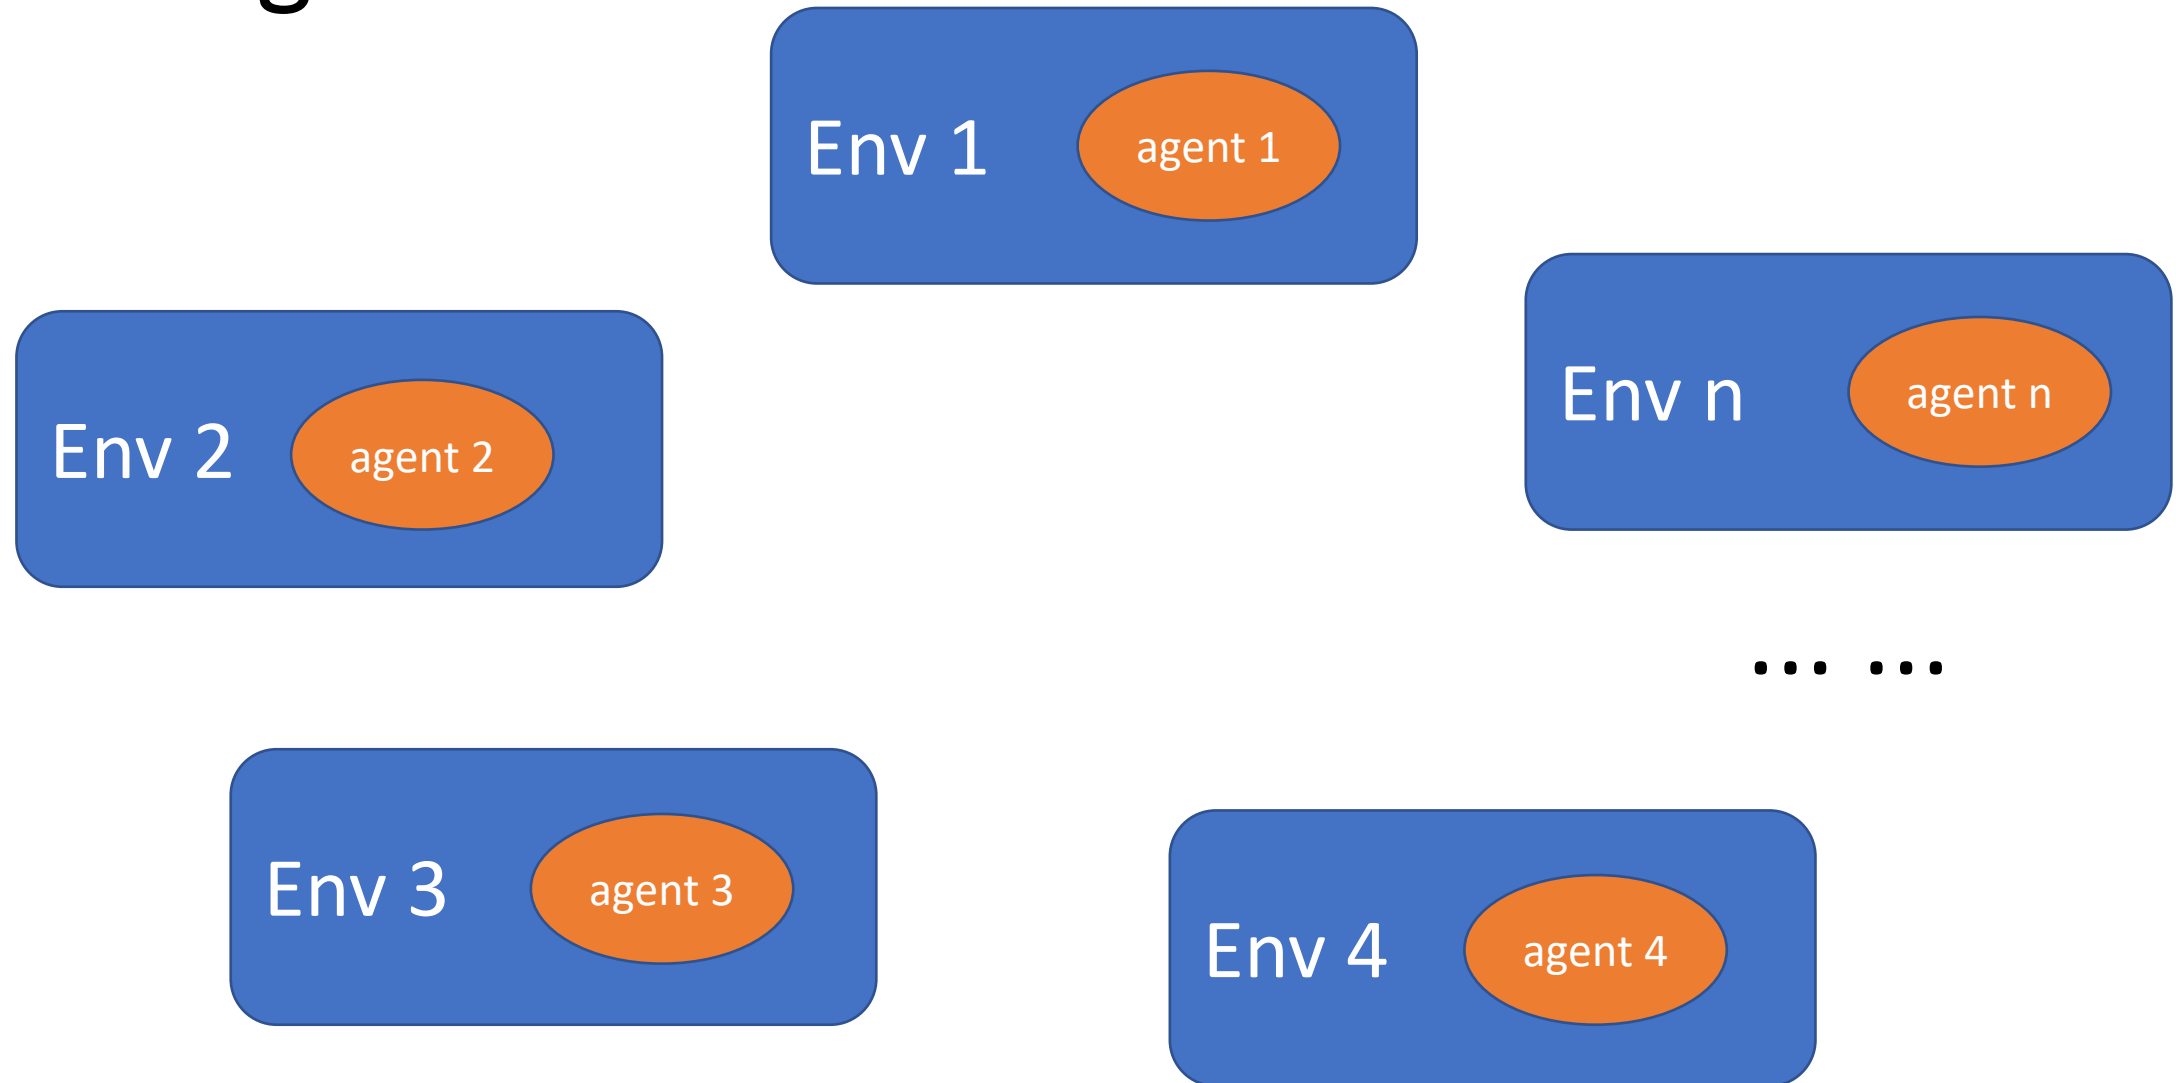 Env 1
agent 1
Env n
agent n
Env 2
agent 2
... ...
Env 3
agent 3
Env 4
agent 4